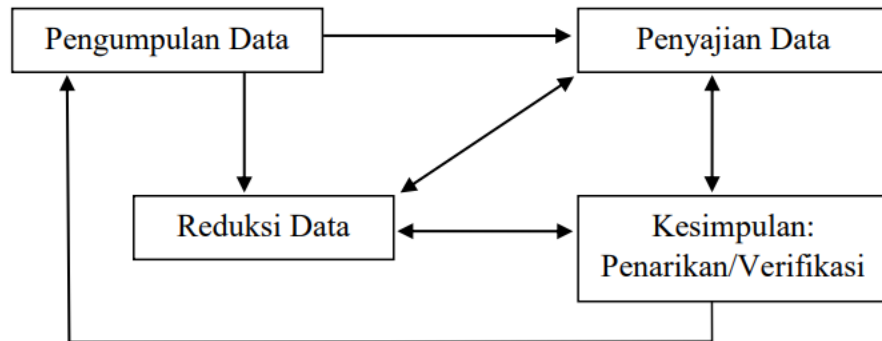 Pengumpulan Data
Penyajian Data
Reduksi Data
Kesimpulan:
Penarikan/Verifikasi